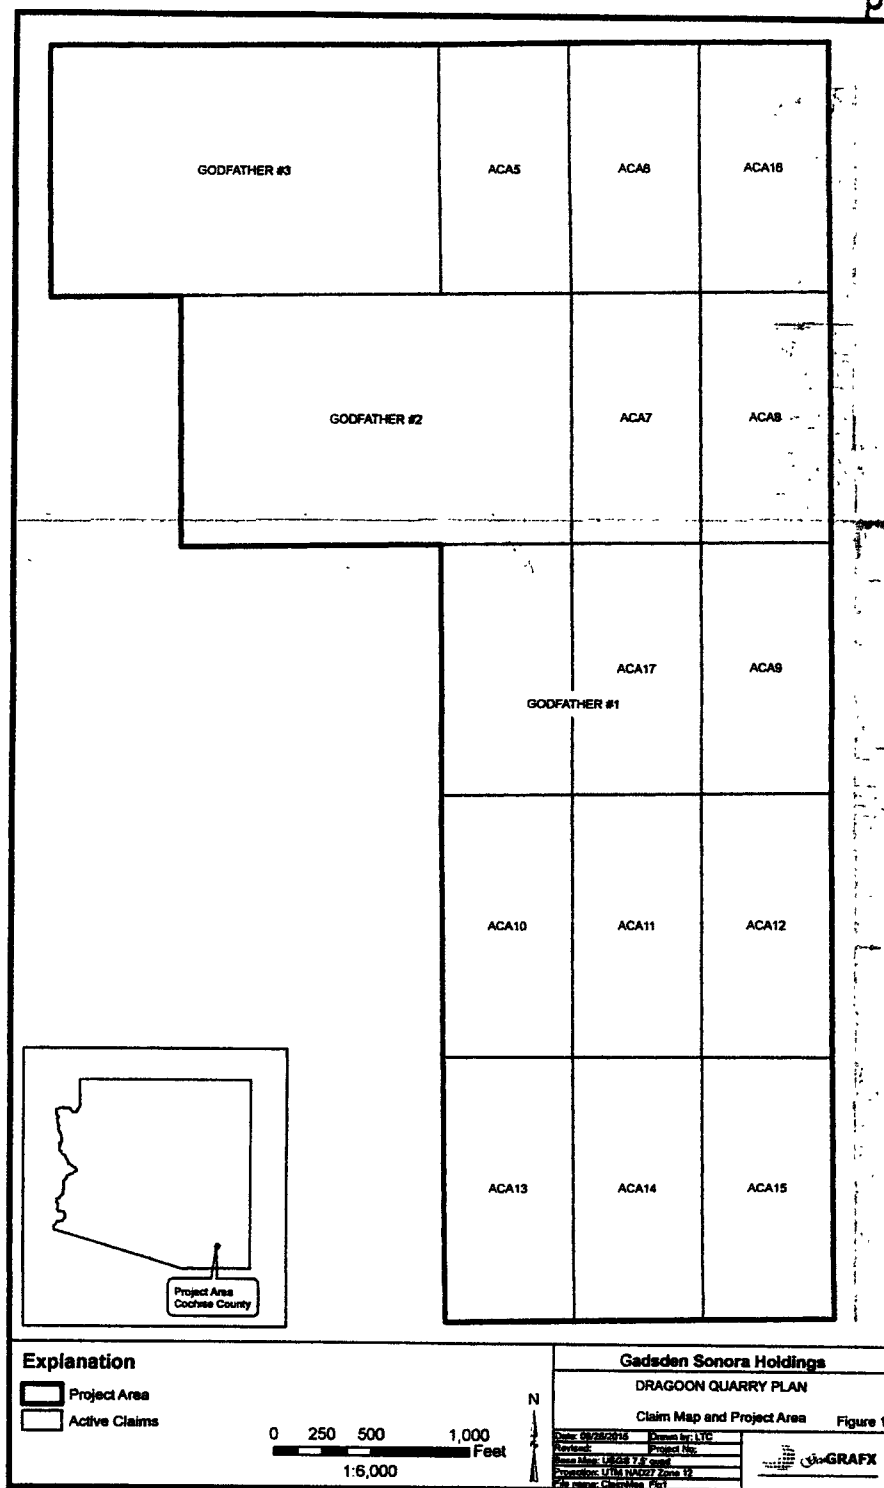 GODFATHER #3
ACA5
ACA6
ACA16
GODFATHER #2
ACA7
ACA8
ACA17
ACA9
GODFATHER #1
ACA10
ACA11
ACA12
ACA13
ACA14
ACA15
Project Area
Cochise County
Explanation
Project Area
Active Claims
0 250 500 1,000
Feet
1:6,000
N
Gadsden Sonora Holdings
DRAGOON QUARRY PLAN
Claim Map and Project Area Figure 1
Drawn by: LTC
Revised: Project No:
Base Map: USGS 7.5' quad
Projection: UTM NAD27 Zone 12
File name:
GRAFX